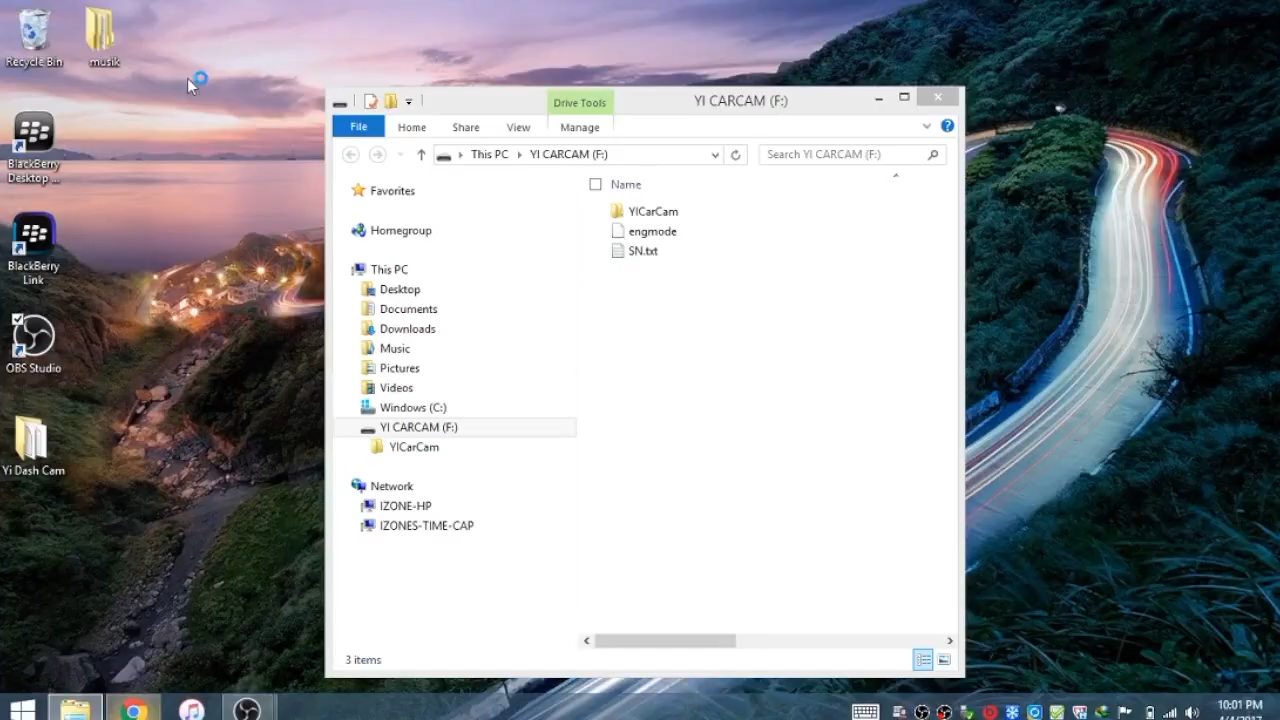 Recycle Bin
musik
BlackBerry
Desktop ...
BlackBerry
Link
OBS Studio
Yi Dash Cam
Drive Tools
YI CARCAM (F:)
File
Home
Share
View
Manage
This PC
YI CARCAM (F:)
Search YI CARCAM (F:)
Favorites
Homegroup
This PC
Desktop
Documents
Downloads
Music
Pictures
Videos
Windows (C:)
YI CARCAM (F:)
YICarCam
Network
IZONE-HP
IZONES-TIME-CAP
Name
YICarCam
engmode
SN.txt
3 items
10:01 PM
4/4/2017